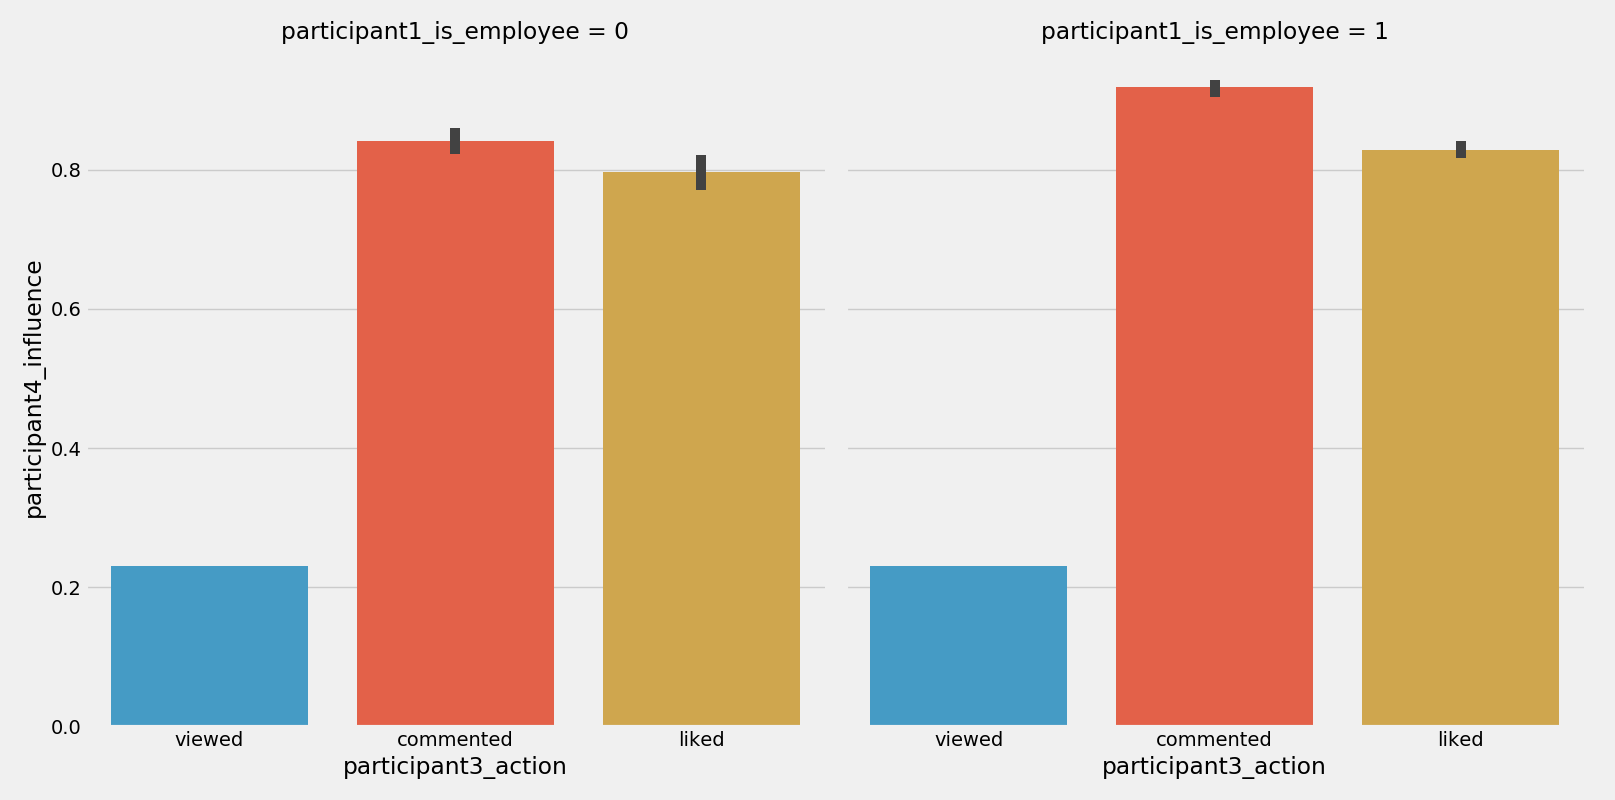 participant1_is_employee = 0
participant1_is_employee = 1
participant4_influence
0.8
0.6
0.4
0.2
0.0
viewed commented liked
viewed commented liked
participant3_action
participant3_action